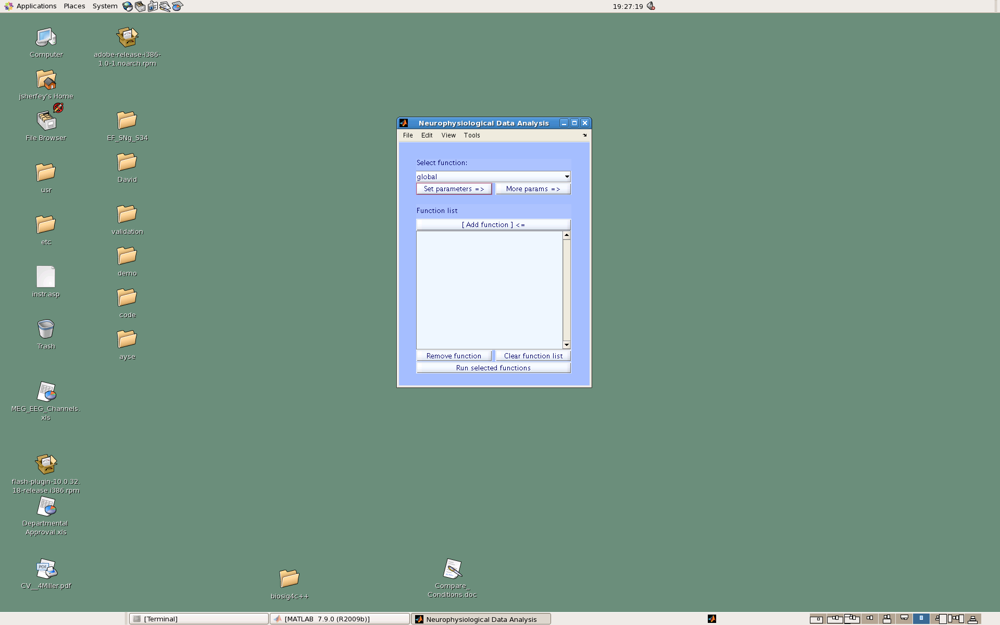 Applications Places System
19:27:19
Computer
adobe-release-i386-
1.0-1.noarch.rpm
jsherfey's Home
File Browser
EF_SNg_S34
usr
David
etc
validation
demo
instr.asp
code
Trash
ayse
MEG_EEG_Channels.
xls
flash-plugin-10.0.32.
18-release.i386.rpm
Departmental
Approval.xls
PDF
CV__4Miller.pdf
biosig4c++
Compare_
Conditions.doc
Neurophysiological Data Analysis
File Edit View Tools
Select function:
global
Set parameters =>
More params =>
Function list
[ Add function ] <=
Remove function
Clear function list
Run selected functions
[Terminal]
[MATLAB 7.9.0 (R2009b)]
Neurophysiological Data Analysis